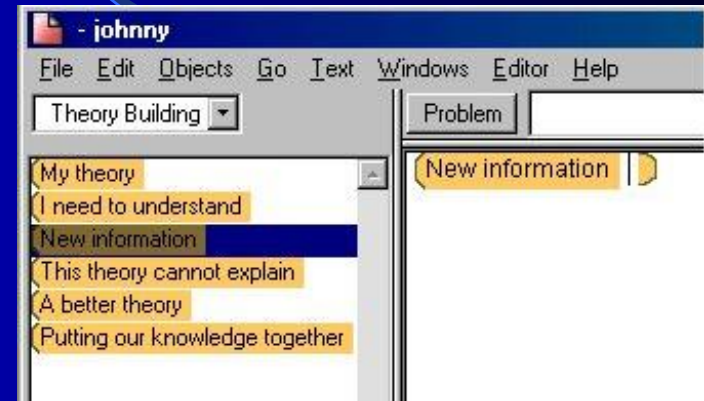 - johnny
File Edit Objects Go Text Windows Editor Help
Theory Building Problem
My theory New information
I need to understand
New information
This theory cannot explain
A better theory
Putting our knowledge together